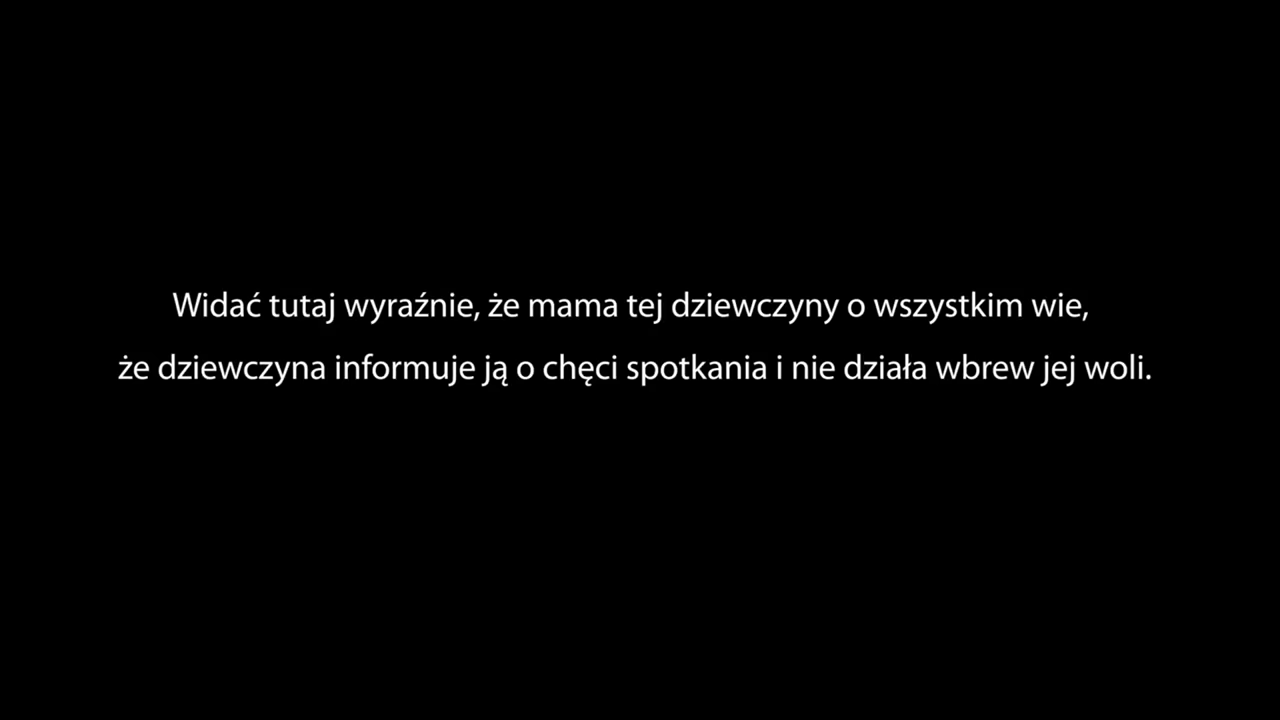 Widać tutaj wyraźnie, że mama tej dziewczyny o wszystkim wie,
że dziewczyna informuje ją o chęci spotkania i nie działa wbrew jej woli.